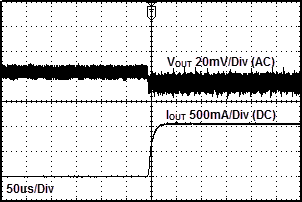 VOUT 20mV/Div (AC)
IOUT 500mA/Div (DC)
50us/Div